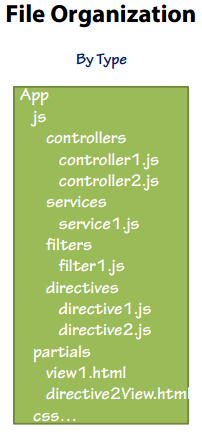 File Organization
By Type
App
js
controllers
controller1.js
controller2.js
services
service1.js
filters
filter1.js
directives
directive1.js
directive2.js
partials
view1.html
directive2View.html
css...